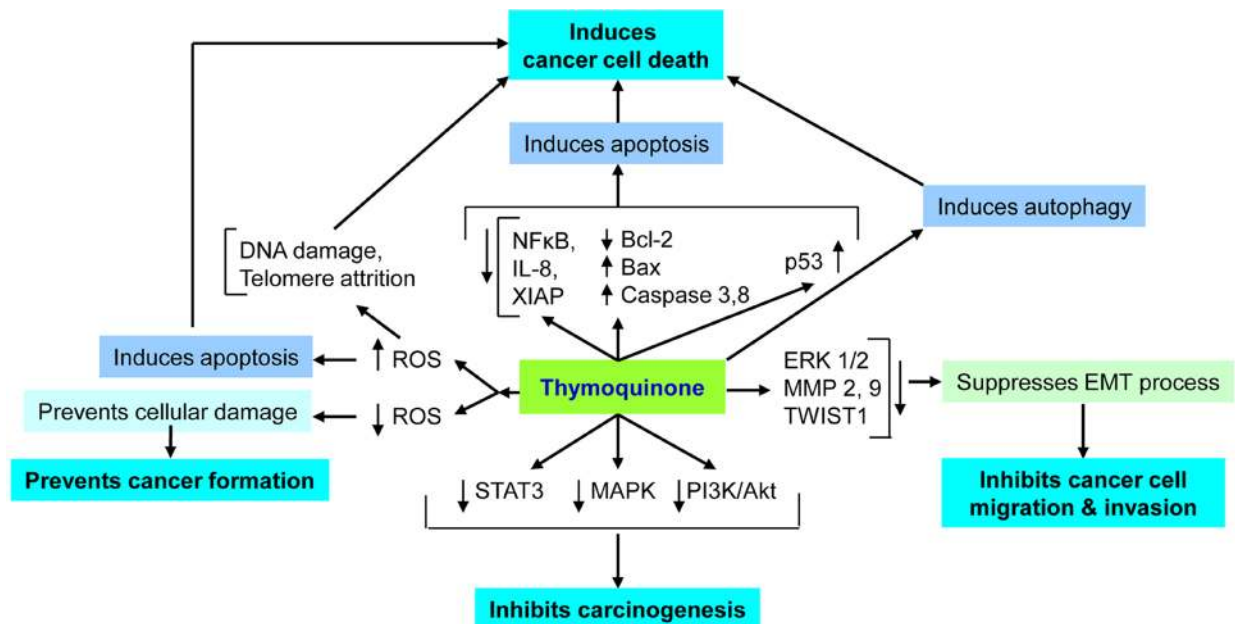 Induces
cancer cell death
Induces apoptosis
Induces autophagy
DNA damage,
Telomere attrition
↓
NFκB,
IL-8,
XIAP
↓ Bcl-2
↑ Bax
↑ Caspase 3,8
p53 ↑
Induces apoptosis
↑ ROS
Prevents cellular damage
↓ ROS
Prevents cancer formation
Thymoquinone
ERK 1/2
MMP 2, 9
TWIST1
↓
Suppresses EMT process
Inhibits cancer cell
migration & invasion
↓ STAT3
↓ MAPK
↓ PI3K/Akt
Inhibits carcinogenesis